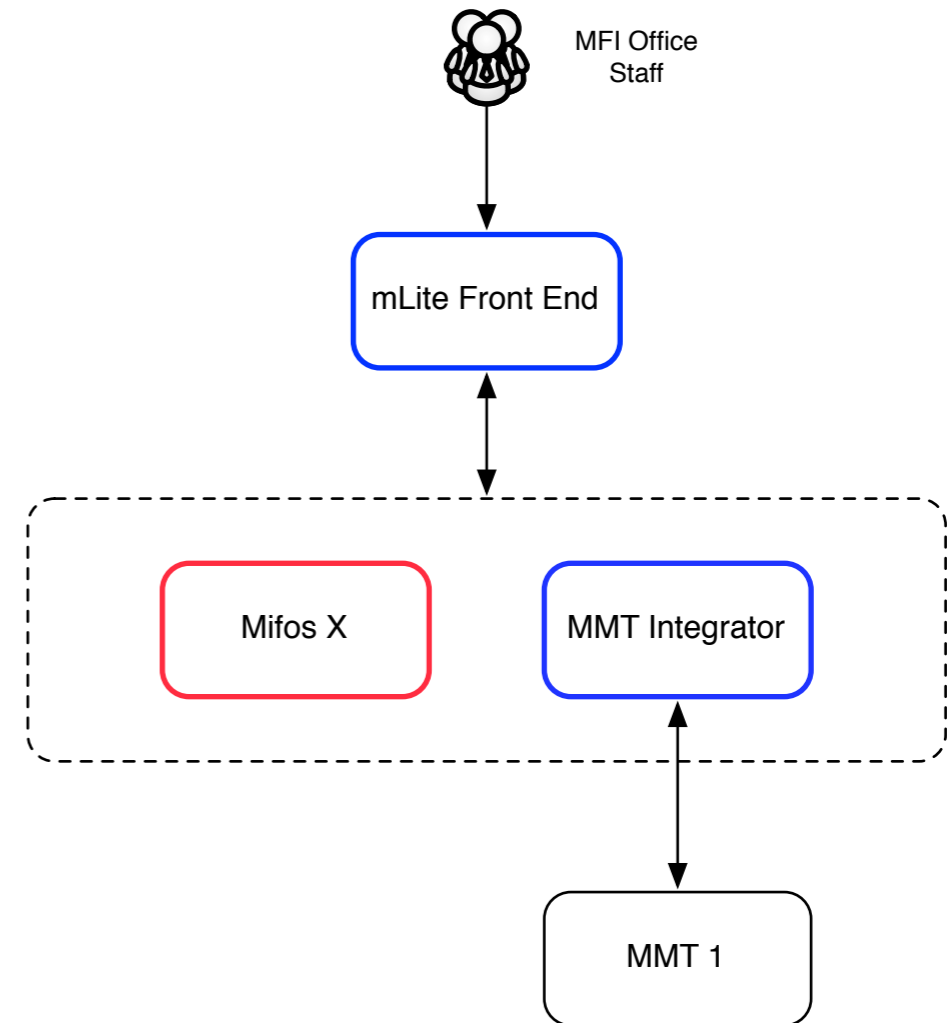 MFI Office
Staff
mLite Front End
Mifos X
MMT Integrator
MMT 1